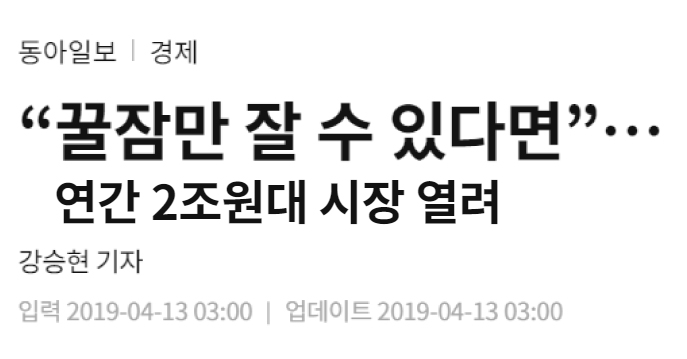 동아일보 | 경제
“꿀잠만 잘 수 있다면”…
연간 2조원대 시장 열려
강승현 기자
입력 2019-04-13 03:00 | 업데이트 2019-04-13 03:00